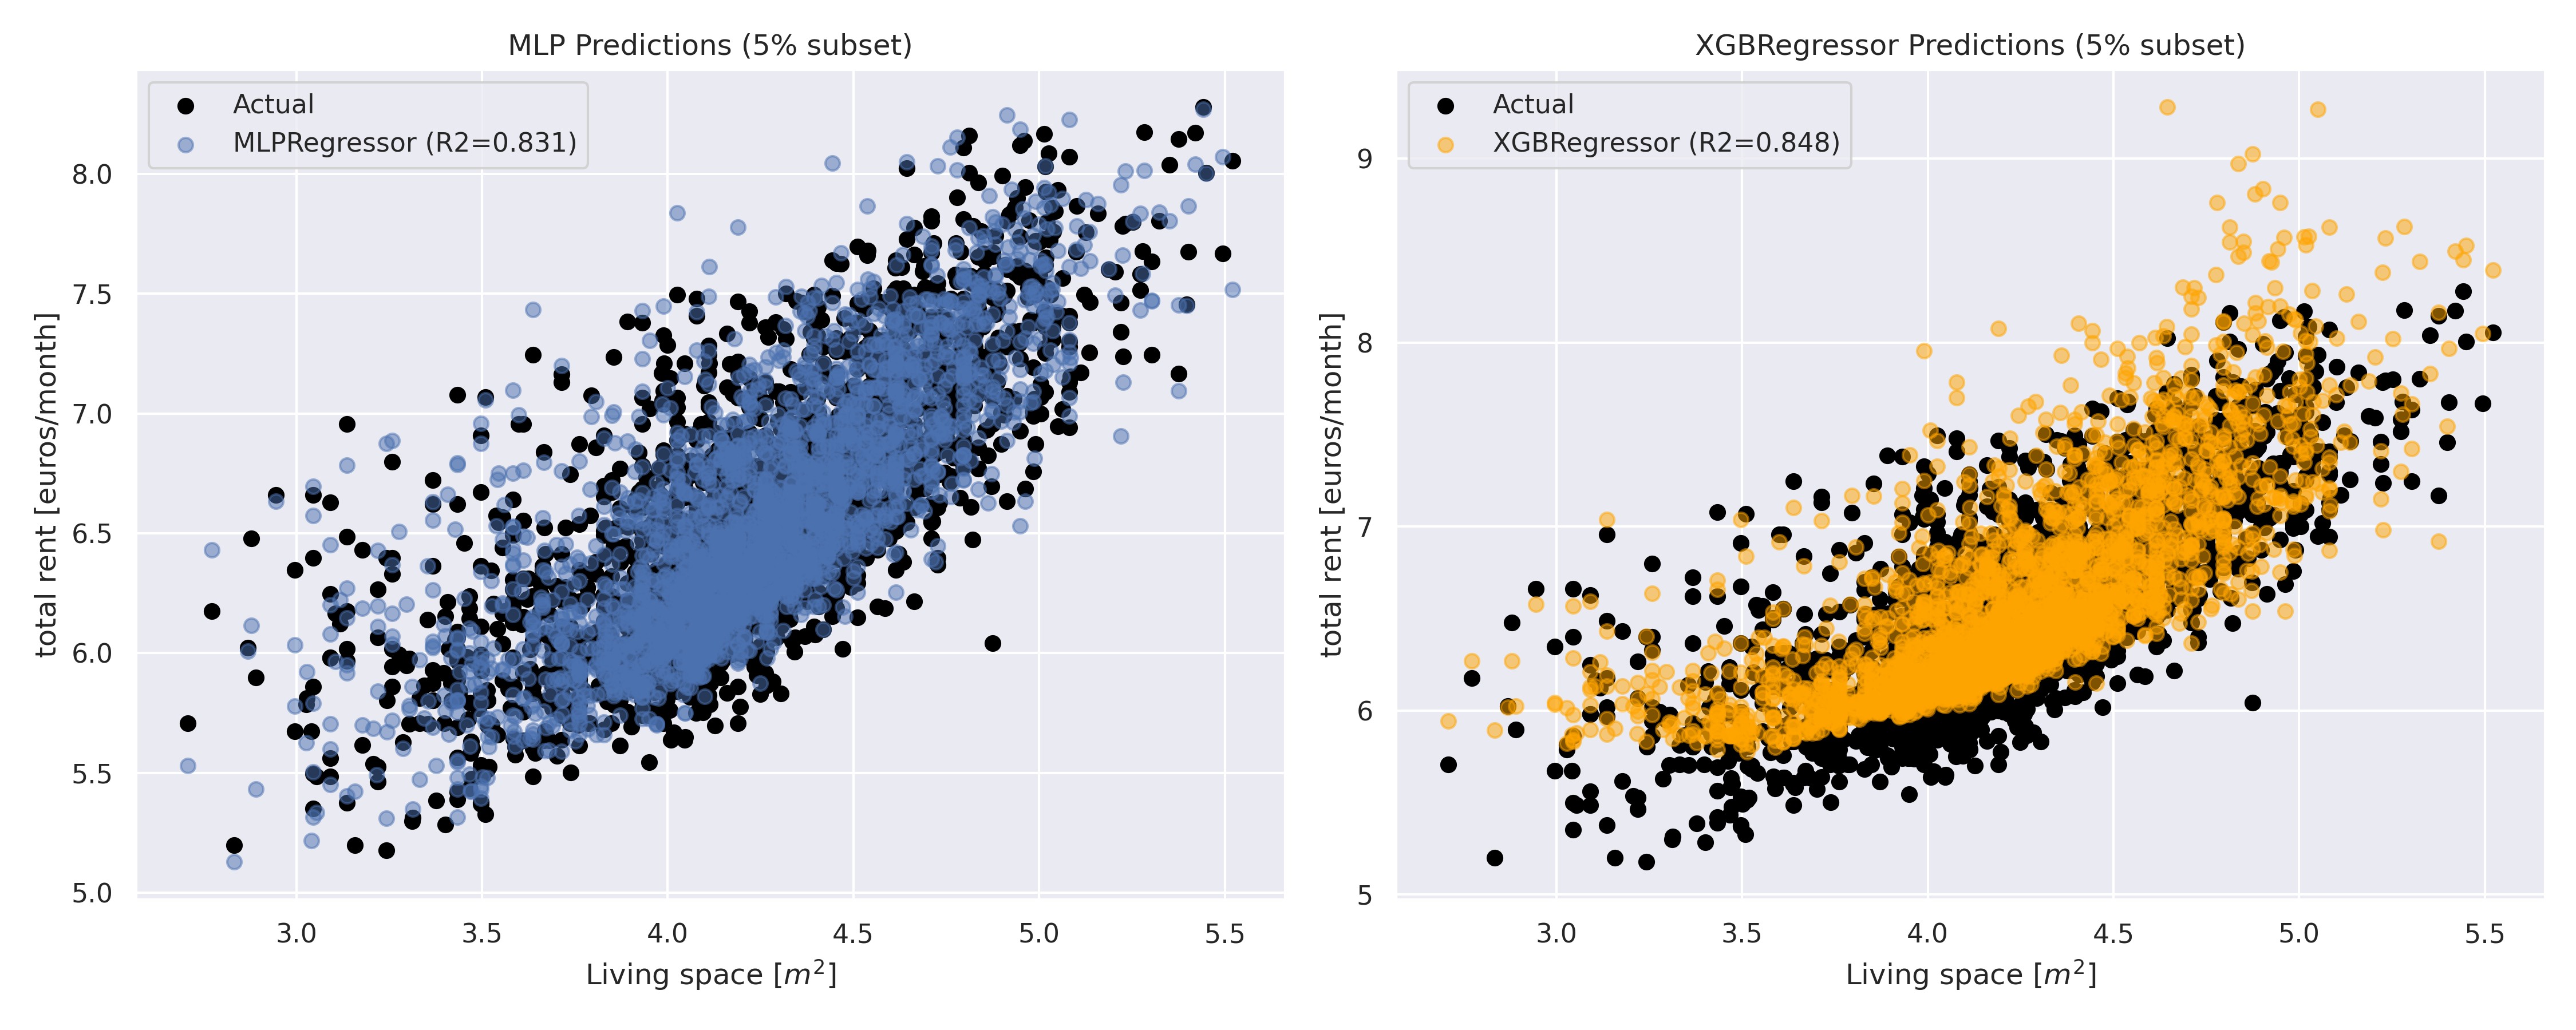 MLP Predictions (5% subset)
Actual
MLPRegressor (R2=0.831)
8.0
7.5
7.0
6.5
6.0
5.5
5.0
total rent [euros/month]
3.0 3.5 4.0 4.5 5.0 5.5
Living space [m²]
XGBRegressor Predictions (5% subset)
Actual
XGBRegressor (R2=0.848)
9
8
7
6
5
total rent [euros/month]
3.0 3.5 4.0 4.5 5.0 5.5
Living space [m²]